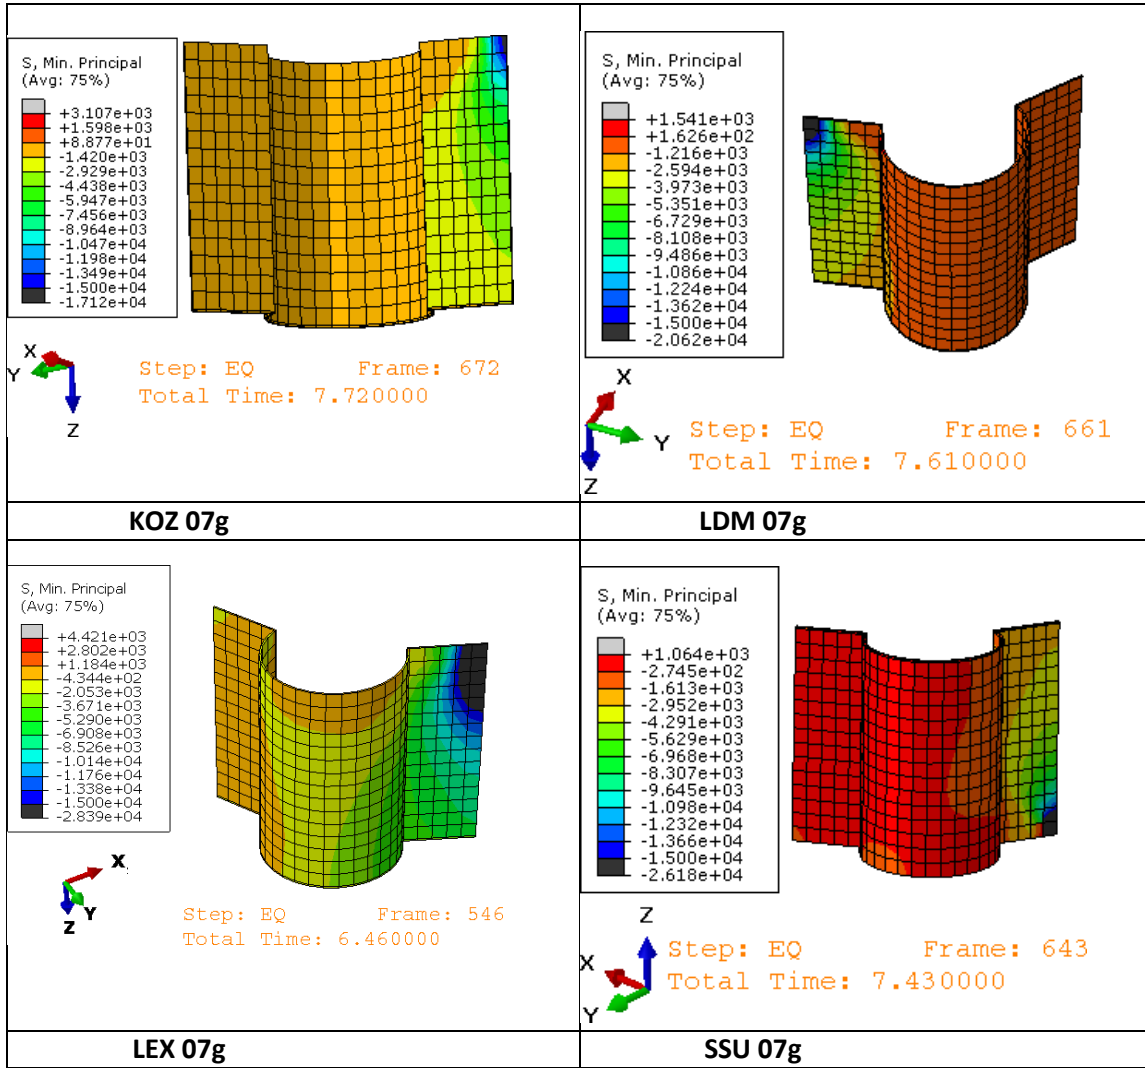 S, Min. Principal
(Avg: 75%)
+3.107e+03
+1.598e+03
+8.877e+01
-1.420e+03
-2.929e+03
-4.438e+03
-5.947e+03
-7.456e+03
-8.964e+03
-1.047e+04
-1.198e+04
-1.349e+04
-1.500e+04
-1.712e+04
X
Y
Z
Step: EQ Frame: 672
Total Time: 7.720000
S, Min. Principal
(Avg: 75%)
+1.541e+03
+1.626e+02
-1.216e+03
-2.594e+03
-3.973e+03
-5.351e+03
-6.729e+03
-8.108e+03
-9.486e+03
-1.086e+04
-1.224e+04
-1.362e+04
-1.500e+04
-2.062e+04
X
Y
Z
Step: EQ Frame: 661
Total Time: 7.610000
KOZ 07g
LDM 07g
S, Min. Principal
(Avg: 75%)
+4.421e+03
+2.802e+03
+1.184e+03
-4.344e+02
-2.053e+03
-3.671e+03
-5.290e+03
-6.908e+03
-8.526e+03
-1.014e+04
-1.176e+04
-1.338e+04
-1.500e+04
-2.839e+04
X
Y
Z
Step: EQ Frame: 546
Total Time: 6.460000
S, Min. Principal
(Avg: 75%)
+1.064e+03
-2.745e+02
-1.613e+03
-2.952e+03
-4.291e+03
-5.629e+03
-6.968e+03
-8.307e+03
-9.645e+03
-1.098e+04
-1.232e+04
-1.366e+04
-1.500e+04
-2.618e+04
Z
X
Y
Step: EQ Frame: 643
Total Time: 7.430000
LEX 07g
SSU 07g